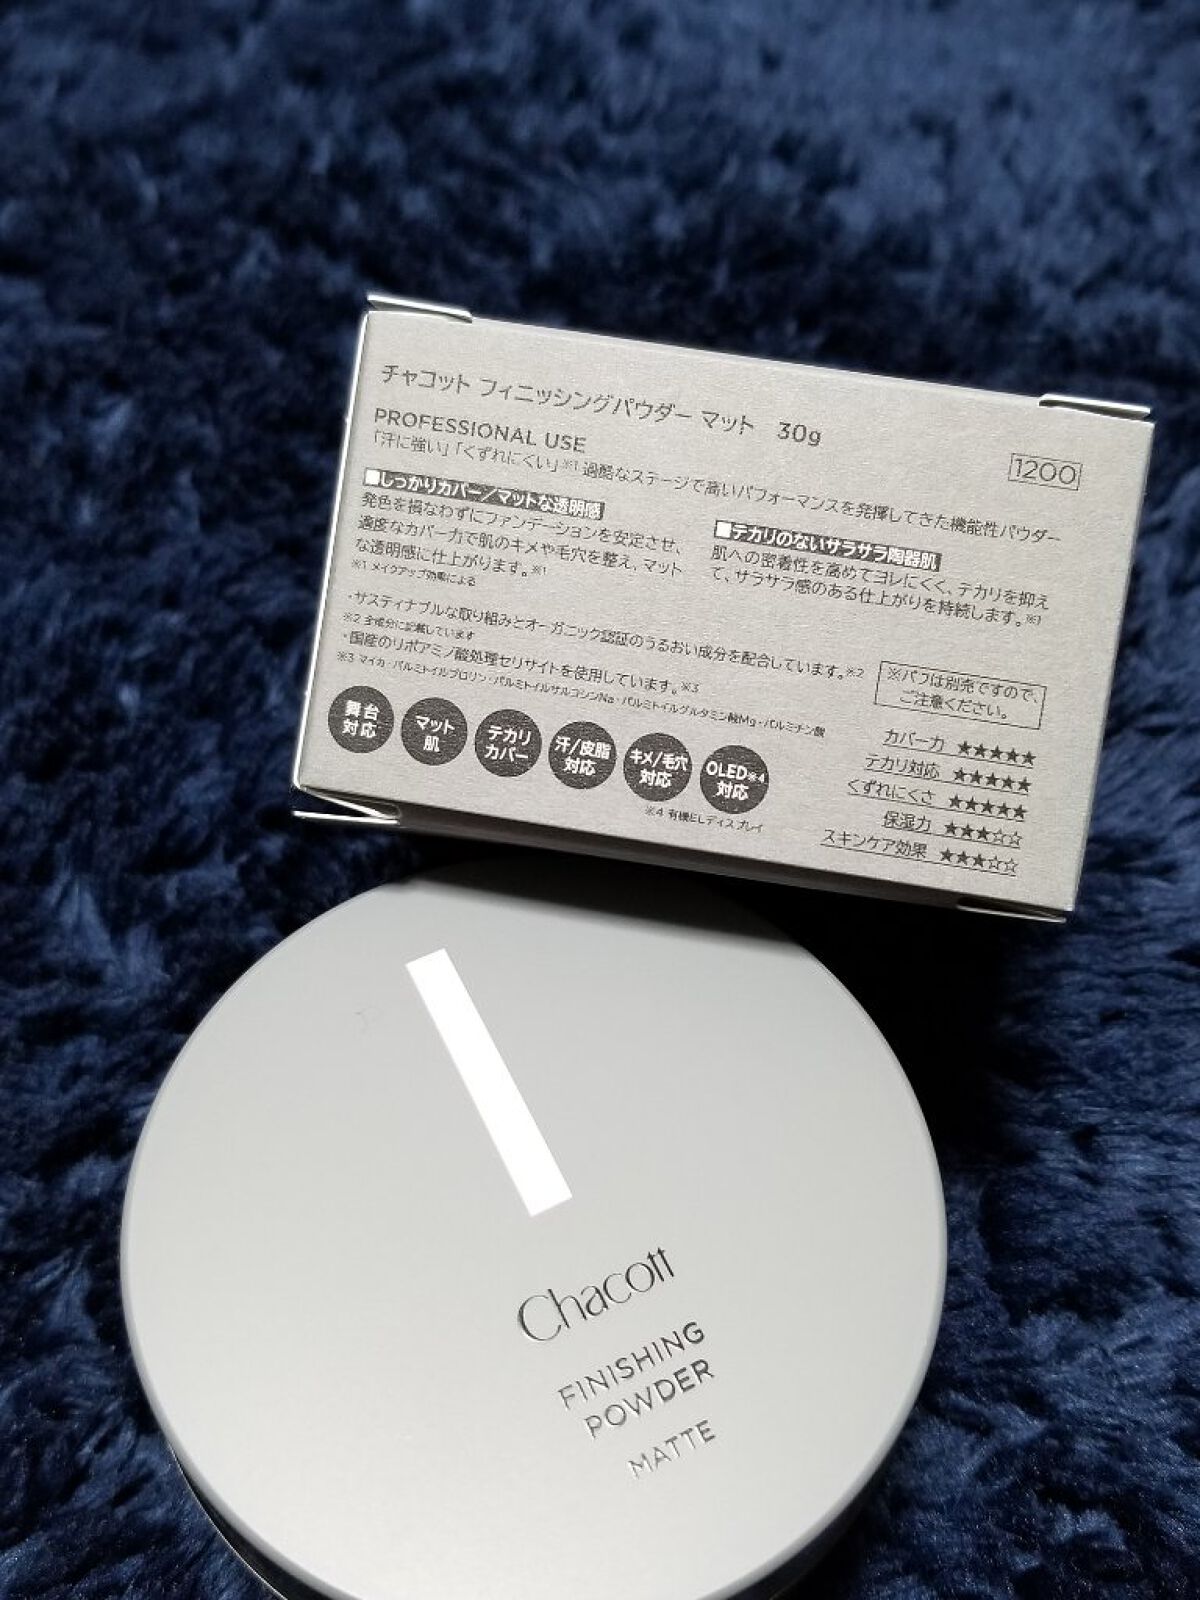 チャコット フィニッシングパウダー マット 30g
1200
PROFESSIONAL USE
「汗に強い」「くずれにくい」※1 過酷なステージで高いパフォーマンスを発揮してきた機能性パウダー
■しっかりカバー/マットな透明感
発色を損なわずにファンデーションを安定させ、
適度なカバー力で肌のキメや毛穴を整え、マット
な透明感に仕上がります。※1
※1 メイクアップ効果による
■テカリのないサラサラ陶器肌
肌への密着性を高めてヨレにくく、テカリを抑え
て、サラサラ感のある仕上がりを持続します。※1
・サスティナブルな取り組みとオーガニック認証のうるおい成分を配合しています。※2
※2 全成分に記載しています
・国産のリポアミノ酸処理セリサイトを使用しています。※3
※3 マイカ・パルミトイルプロリン・パルミトイルサルコシンNa・パルミトイルグルタミン酸Mg・パルミチン酸
※パフは別売ですので、
ご注意ください。
舞台
対応
マット
肌
テカリ
カバー
汗/皮脂
対応
キメ/毛穴
対応
OLED※4
対応
※4 有機ELディスプレイ
カバー力 ★★★★★
テカリ対応 ★★★★★
くずれにくさ ★★★★★
保湿力 ★★★☆☆
スキンケア効果 ★★★☆☆
Chacott
FINISHING
POWDER
MATTE